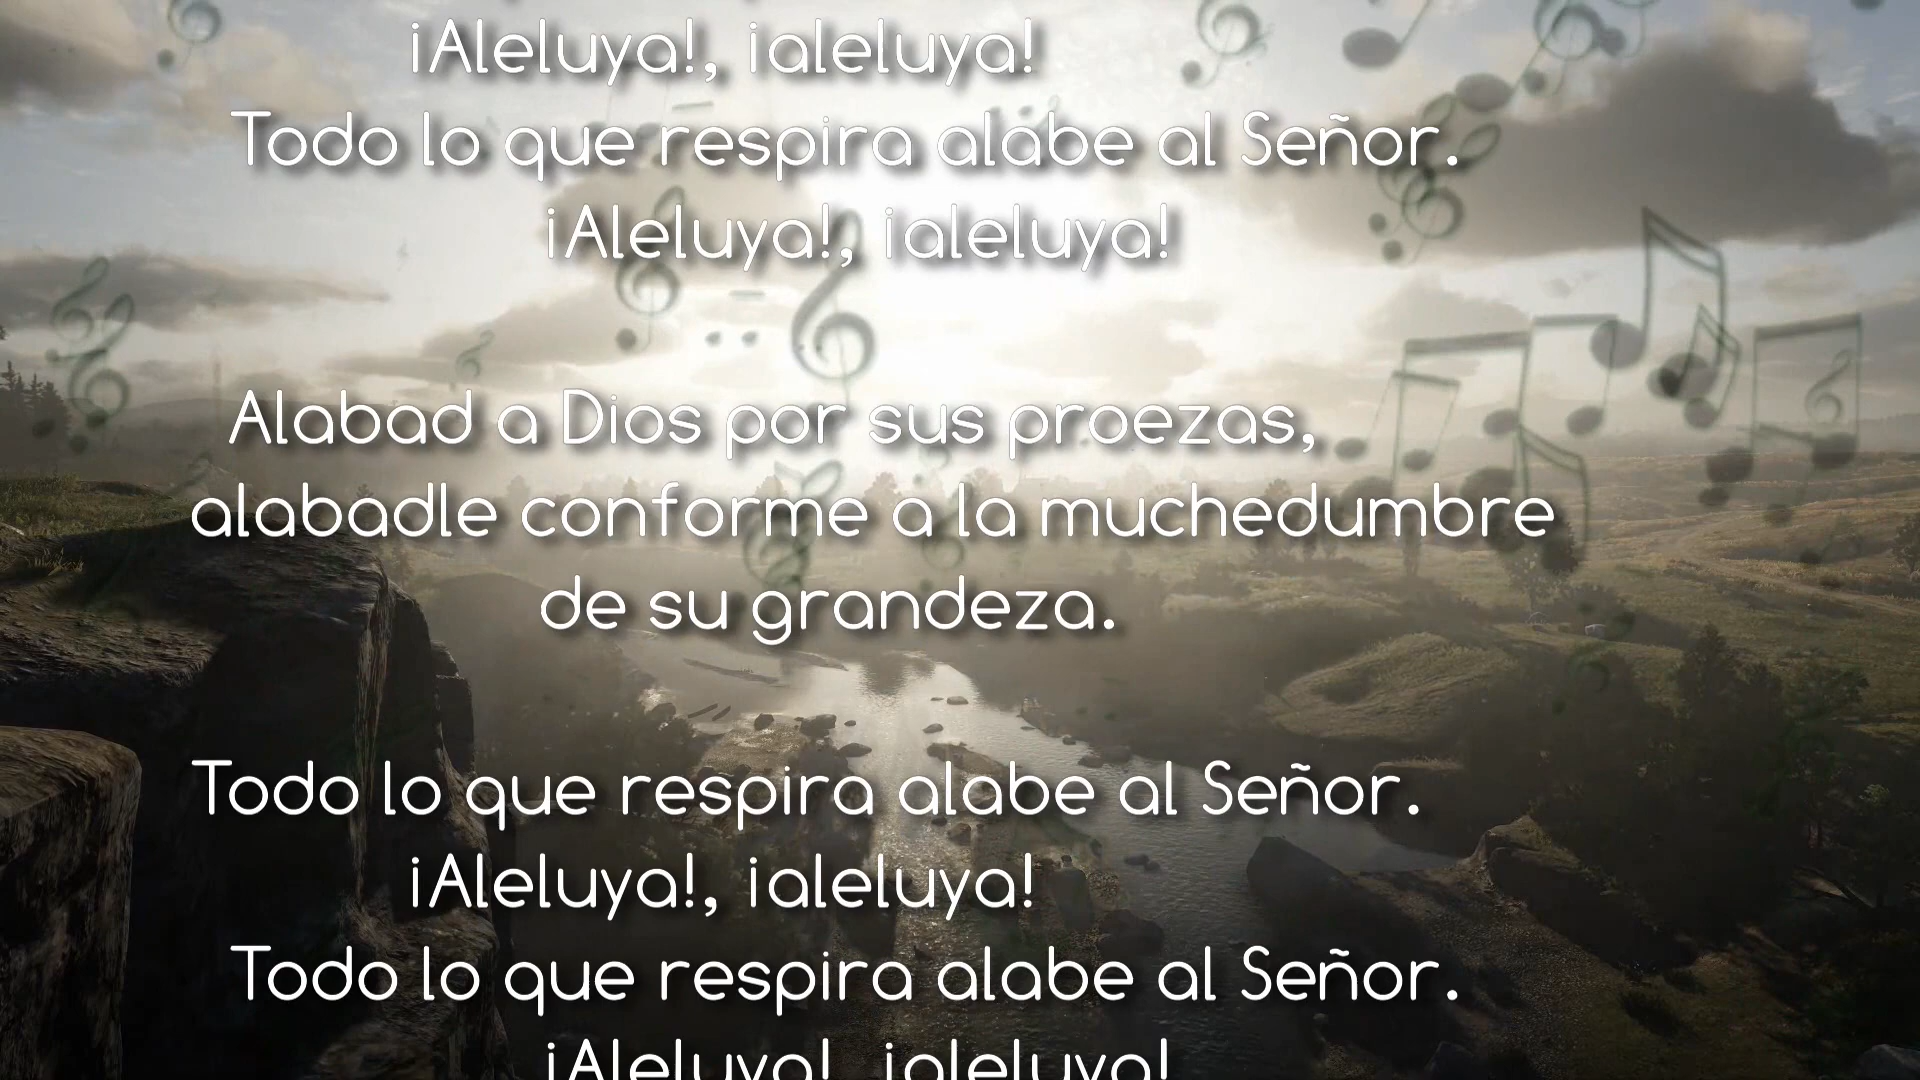 ¡Aleluya!, ¡aleluya!
Todo lo que respira alabe al Señor.
¡Aleluya!, ¡aleluya!
Alabad a Dios por sus proezas,
alabadle conforme a la muchedumbre
de su grandeza.
Todo lo que respira alabe al Señor.
¡Aleluya!, ¡aleluya!
Todo lo que respira alabe al Señor.
¡Aleluya!, ¡aleluya!